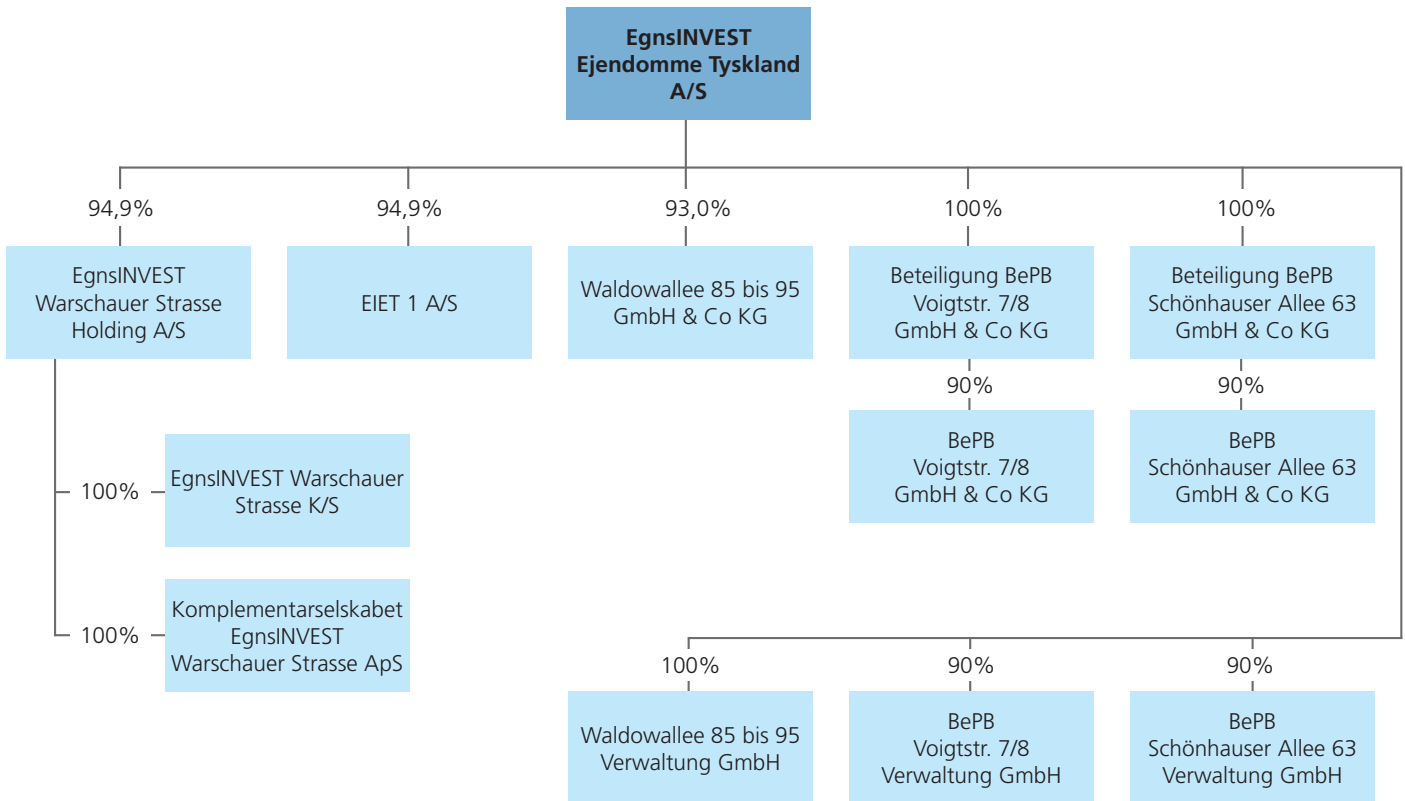 EgnsINVEST
Ejendomme Tyskland
A/S
94,9%
94,9%
93,0%
100%
100%
EgnsINVEST
Warschauer Strasse
Holding A/S
EIET 1 A/S
Waldowallee 85 bis 95
GmbH & Co KG
Beteiligung BePB
Voigtstr. 7/8
GmbH & Co KG
Beteiligung BePB
Schönhauser Allee 63
GmbH & Co KG
90%
90%
BePB
Voigtstr. 7/8
GmbH & Co KG
BePB
Schönhauser Allee 63
GmbH & Co KG
100%
EgnsINVEST Warschauer
Strasse K/S
100%
Komplementarselskabet
EgnsINVEST
Warschauer Strasse ApS
100%
90%
90%
Waldowallee 85 bis 95
Verwaltung GmbH
BePB
Voigtstr. 7/8
Verwaltung GmbH
BePB
Schönhauser Allee 63
Verwaltung GmbH